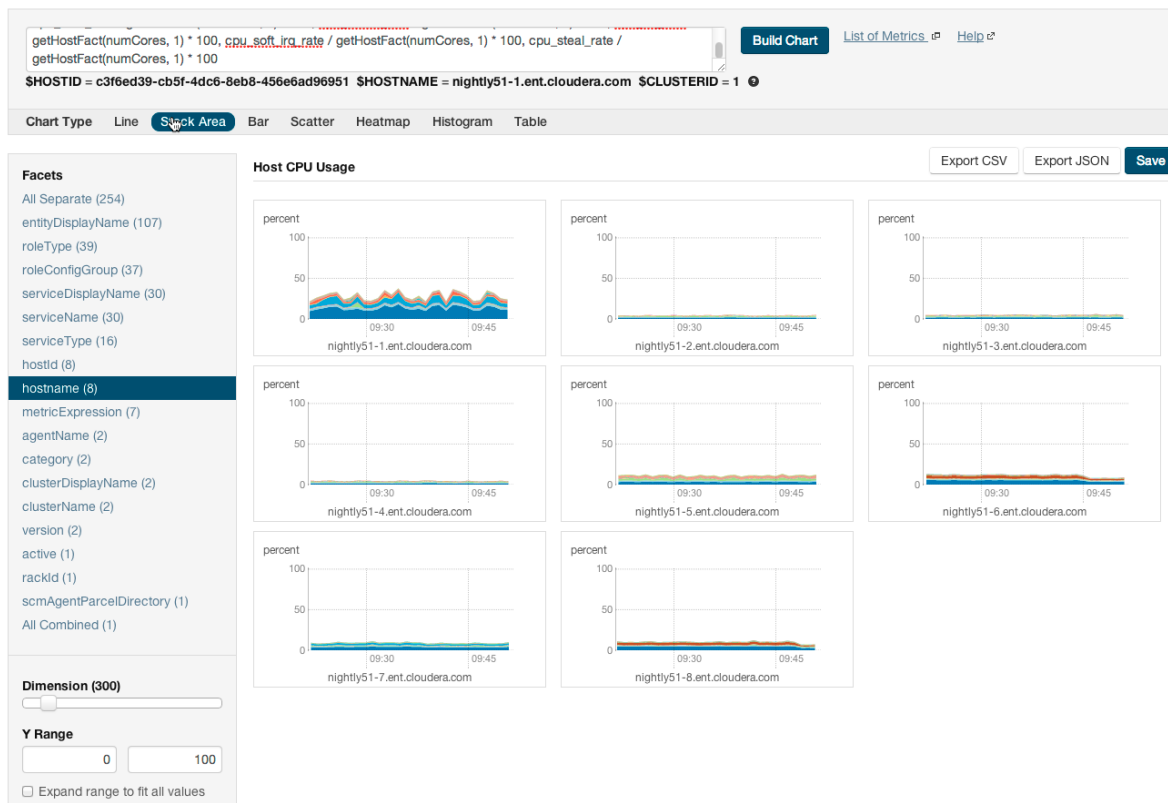 getHostFact(numCores, 1) * 100, cpu_soft_irq_rate / getHostFact(numCores, 1) * 100, cpu_steal_rate /
getHostFact(numCores, 1) * 100
Build Chart
List of Metrics
Help
$HOSTID = c3f6ed39-cb5f-4dc6-8eb8-456e6ad96951 $HOSTNAME = nightly51-1.ent.cloudera.com $CLUSTERID = 1
Chart Type Line Stack Area Bar Scatter Heatmap Histogram Table
Facets
All Separate (254)
entityDisplayName (107)
roleType (39)
roleConfigGroup (37)
serviceDisplayName (30)
serviceName (30)
serviceType (16)
hostId (8)
hostname (8)
metricExpression (7)
agentName (2)
category (2)
clusterDisplayName (2)
clusterName (2)
version (2)
active (1)
rackId (1)
scmAgentParcelDirectory (1)
All Combined (1)
Dimension (300)
Y Range
0 100
Expand range to fit all values
Host CPU Usage
Export CSV Export JSON Save
percent
100
50
0
09:30 09:45
nightly51-1.ent.cloudera.com
percent
100
50
0
09:30 09:45
nightly51-2.ent.cloudera.com
percent
100
50
0
09:30 09:45
nightly51-3.ent.cloudera.com
percent
100
50
0
09:30 09:45
nightly51-4.ent.cloudera.com
percent
100
50
0
09:30 09:45
nightly51-5.ent.cloudera.com
percent
100
50
0
09:30 09:45
nightly51-6.ent.cloudera.com
percent
100
50
0
09:30 09:45
nightly51-7.ent.cloudera.com
percent
100
50
0
09:30 09:45
nightly51-8.ent.cloudera.com